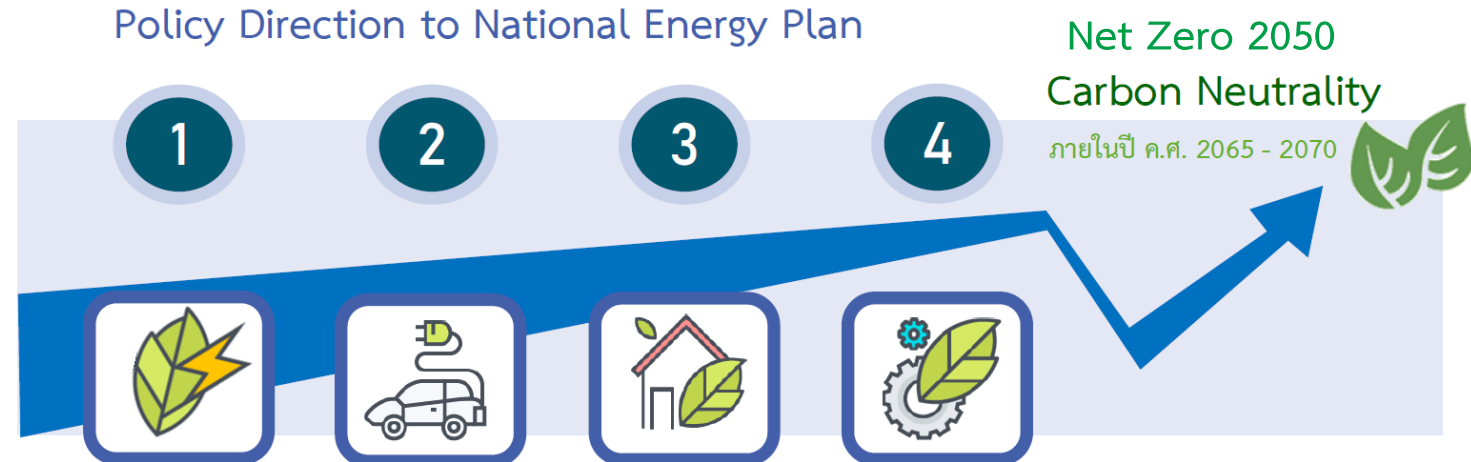 Policy Direction to National Energy Plan
Net Zero 2050
Carbon Neutrality
ภายในปี ค.ศ. 2065 - 2070
1
2
3
4